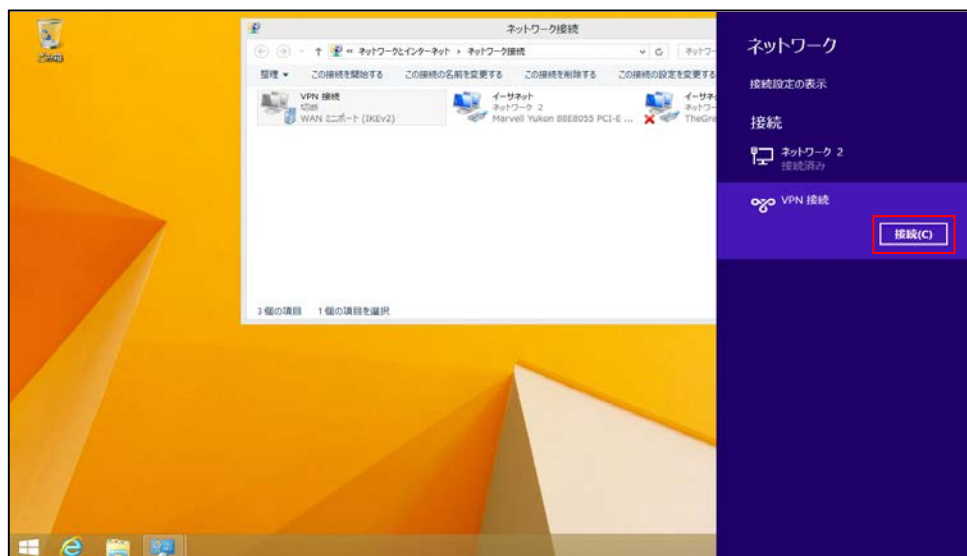 ごみ箱
ネットワーク接続
↑ « ネットワークとインターネット › ネットワーク接続
ネットワー
整理 ▼ この接続を開始する この接続の名前を変更する この接続を削除する この接続の設定を変更する
VPN 接続
切断
WAN ミニポート (IKEv2)
イーサネット
ネットワーク 2
Marvell Yukon 88E8055 PCI-E ...
イーサネ
ネットワー
TheGre
3 個の項目 1 個の項目を選択
ネットワーク
接続設定の表示
接続
ネットワーク 2
接続済み
VPN 接続
接続(C)